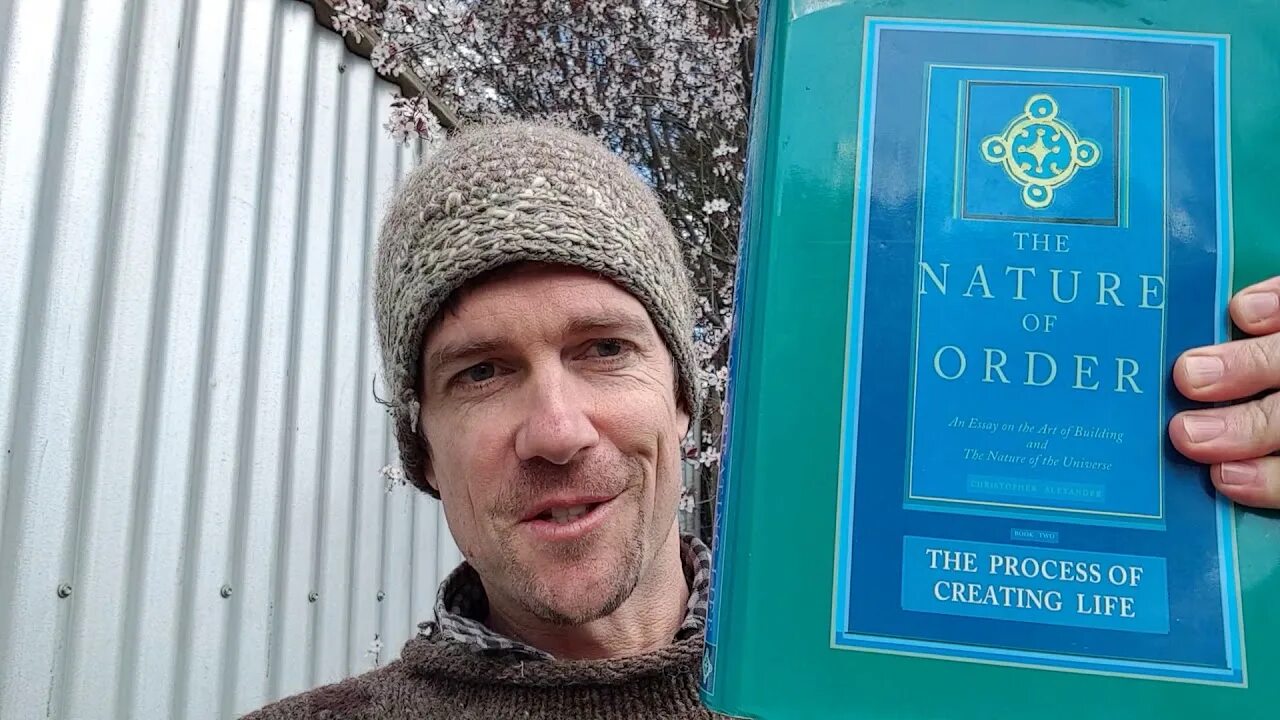 THE
NATURE
OF
ORDER
An Essay on the Art of Building
and
The Nature of the Universe
CHRISTOPHER ALEXANDER
BOOK TWO
THE PROCESS OF
CREATING LIFE